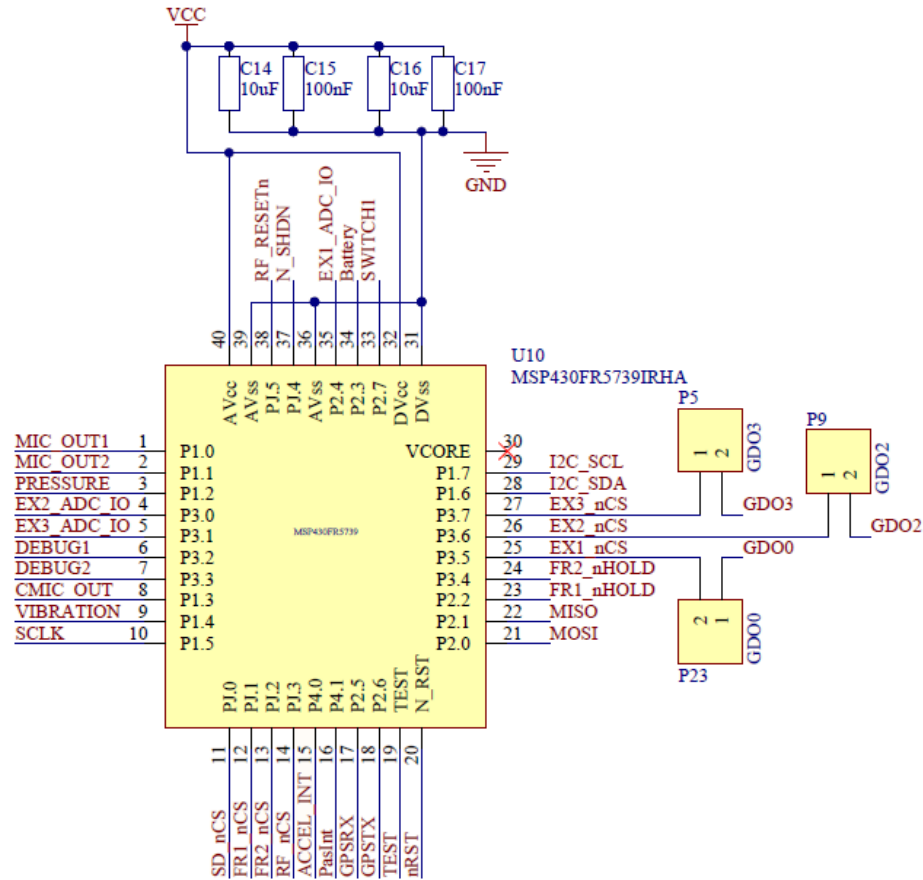 VCC
C14
10uF
C15
100nF
C16
10uF
C17
100nF
GND
RF_RESETn
N_SHDN
EX1_ADC_IO
Battery
SWITCH1
40
39
38
37
36
35
34
33
32
31
U10
MSP430FR5739IRHA
AVcc
AVss
PJ.5
PJ.4
AVss
P2.4
P2.3
P2.7
DVcc
DVss
MIC_OUT1 1 P1.0
MIC_OUT2 2 P1.1
PRESSURE 3 P1.2
EX2_ADC_IO 4 P3.0
EX3_ADC_IO 5 P3.1
DEBUG1 6 P3.2
DEBUG2 7 P3.3
CMIC_OUT 8 P1.3
VIBRATION 9 P1.4
SCLK 10 P1.5
MSP430FR5739
VCORE 30
P1.7 29 I2C_SCL
P1.6 28 I2C_SDA
P3.7 27 EX3_nCS
P3.6 26 EX2_nCS
P3.5 25 EX1_nCS
P3.4 24 FR2_nHOLD
P2.2 23 FR1_nHOLD
P2.1 22 MISO
P2.0 21 MOSI
P5
1
2
GDO3
GDO3
P9
1
2
GDO2
GDO2
GDO0
2
1
GDO0
P23
PJ.0
PJ.1
PJ.2
PJ.3
P4.0
P4.1
P2.5
P2.6
TEST
N_RST
11
12
13
14
15
16
17
18
19
20
SD_nCS
FR1_nCS
FR2_nCS
RF_nCS
ACCEL_INT
PasInt
GPSRX
GPSTX
TEST
nRST